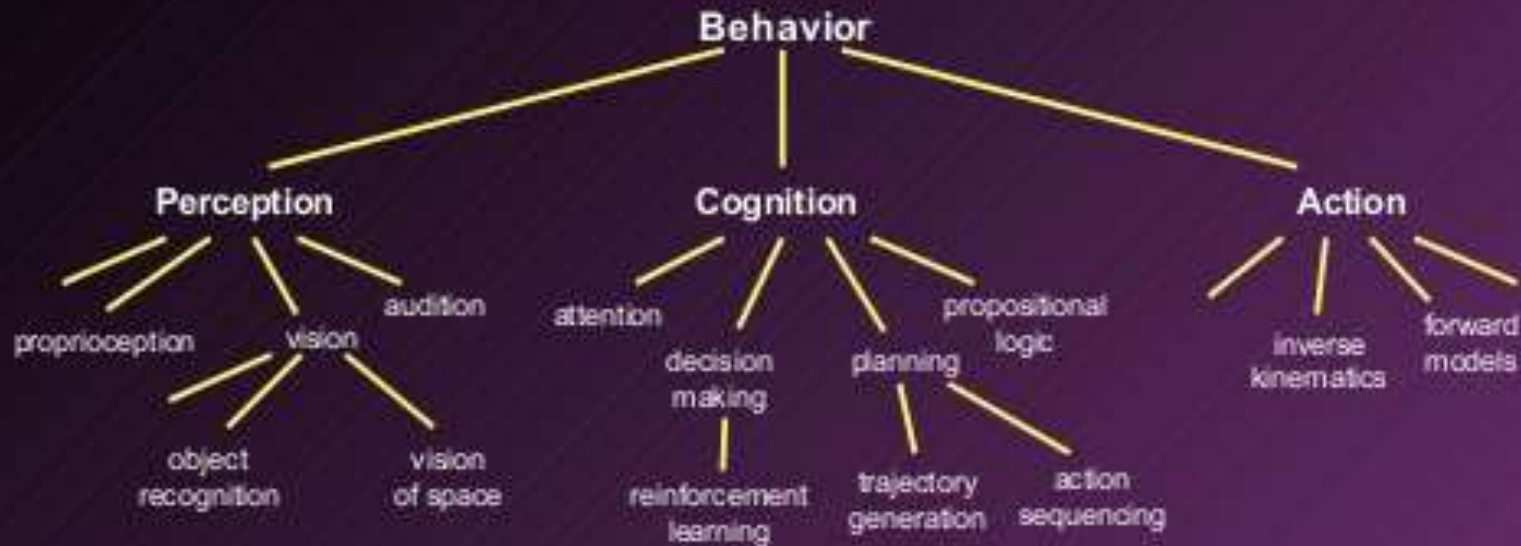 Behavior
Perception
Cognition
Action
audition
attention
propositional
logic
proprioception
vision
decision
making
planning
inverse
kinematics
forward
models
object
recognition
vision
of space
reinforcement
learning
trajectory
generation
action
sequencing